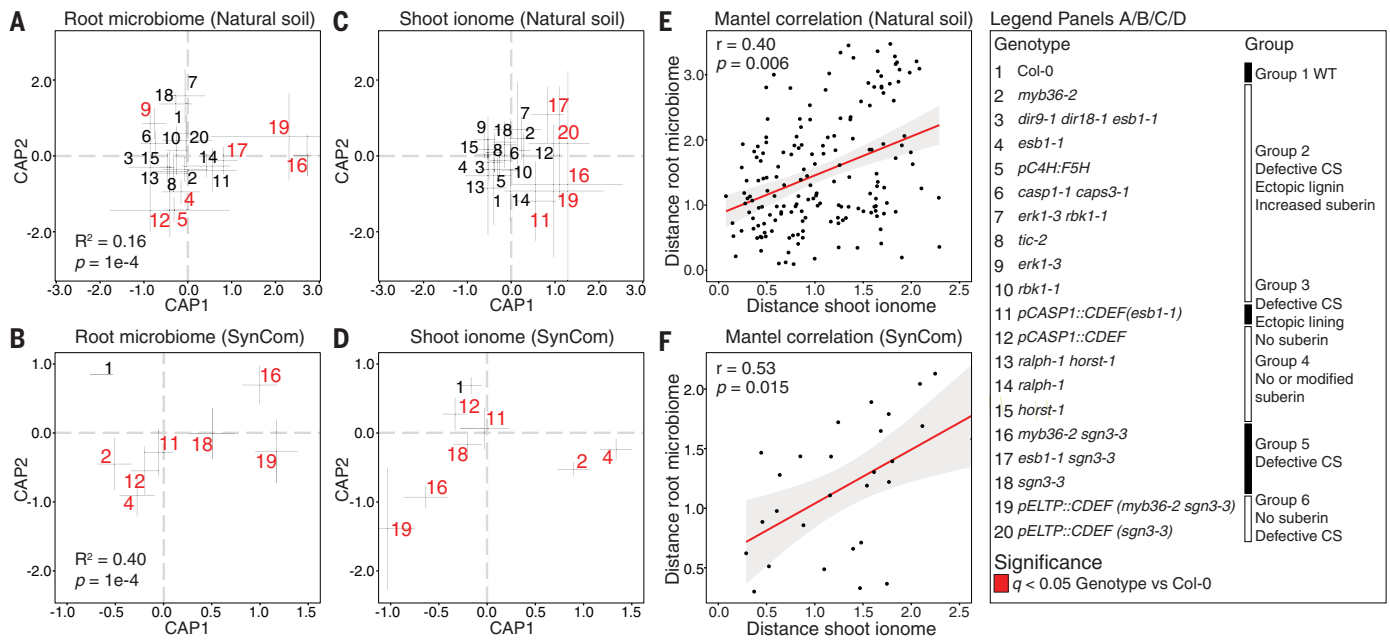 A Root microbiome (Natural soil)
CAP2
2.0
0.0
-2.0
7
18
9
1
6 10 20
19
3 15 14 17
16
13 2 11
8 4
12 5
R² = 0.16
p = 1e-4
-3.0 -2.0 -1.0 0.0 1.0 2.0 3.0
CAP1
C Shoot ionome (Natural soil)
2.0
0.0
-2.0
17
7
9 18 2 20
15 8 6 12
4 3 10 16
13 5
1 14 19
11
-3.0 -2.0 -1.0 0.0 1.0 2.0 3.0
CAP1
E Mantel correlation (Natural soil)
r = 0.40
p = 0.006
Distance root microbiome
3.0
2.0
1.0
0.0
0.0 0.5 1.0 1.5 2.0 2.5
Distance shoot ionome
B Root microbiome (SynCom)
CAP2
1.0
0.0
-1.0
-2.0
1
16
11 18
2
12 19
4
R² = 0.40
p = 1e-4
-1.0 -0.5 0.0 0.5 1.0 1.5
CAP1
D Shoot ionome (SynCom)
1.0
0.0
-1.0
-2.0
1
12 11
18
2 4
16
19
-1.0 -0.5 0.0 0.5 1.0 1.5
CAP1
F Mantel correlation (SynCom)
r = 0.53
p = 0.015
Distance root microbiome
2.0
1.5
1.0
0.5
0.0 0.5 1.0 1.5 2.0 2.5
Distance shoot ionome
Legend Panels A/B/C/D
Genotype
1 Col-0
2 myb36-2
3 dir9-1 dir18-1 esb1-1
4 esb1-1
5 pC4H:F5H
6 casp1-1 caps3-1
7 erk1-3 rbk1-1
8 tic-2
9 erk1-3
10 rbk1-1
11 pCASP1::CDEF(esb1-1)
12 pCASP1::CDEF
13 ralph-1 horst-1
14 ralph-1
15 horst-1
16 myb36-2 sgn3-3
17 esb1-1 sgn3-3
18 sgn3-3
19 pELTP::CDEF (myb36-2 sgn3-3)
20 pELTP::CDEF (sgn3-3)
Group
Group 1 WT
Group 2
Defective CS
Ectopic lignin
Increased suberin
Group 3
Defective CS
Ectopic lining
No suberin
Group 4
No or modified
suberin
Group 5
Defective CS
Group 6
No suberin
Defective CS
Significance
q < 0.05 Genotype vs Col-0